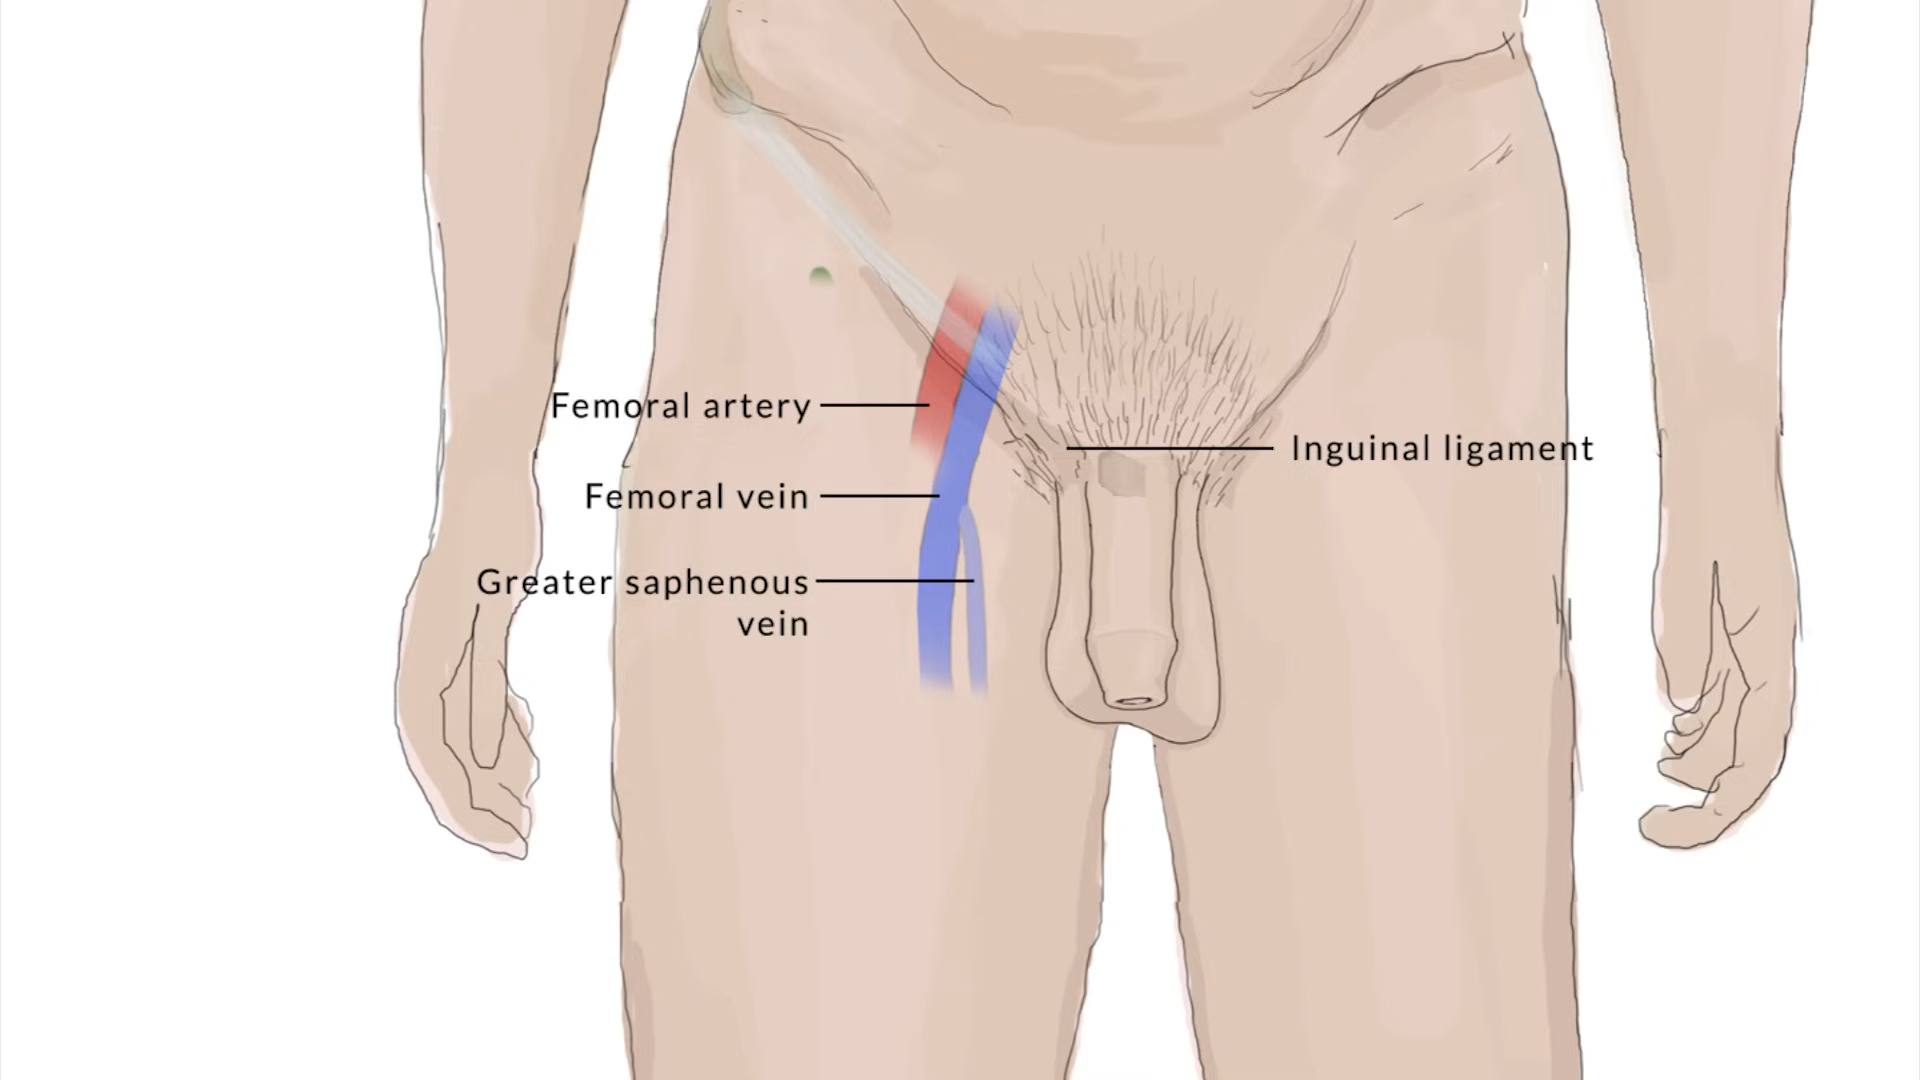 Femoral artery
Inguinal ligament
Femoral vein
Greater saphenous
vein